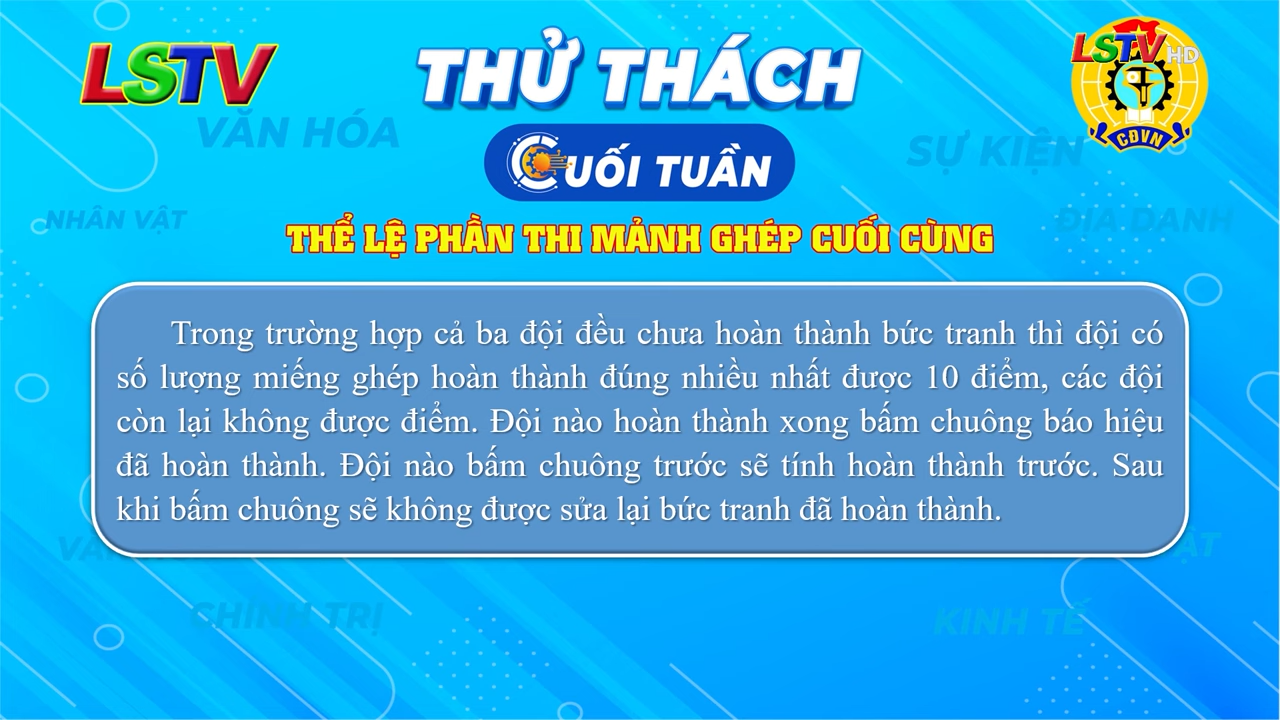 LSTV
THỬ THÁCH
LSTV HD
VĂN HÓA
SỰ KIỆN
CĐVN
CUỐI TUẦN
NHÂN VẬT
ĐỊA DANH
THỂ LỆ PHẦN THI MẢNH GHÉP CUỐI CÙNG
Trong trường hợp cả ba đội đều chưa hoàn thành bức tranh thì đội có
số lượng miếng ghép hoàn thành đúng nhiều nhất được 10 điểm, các đội
còn lại không được điểm. Đội nào hoàn thành xong bấm chuông báo hiệu
đã hoàn thành. Đội nào bấm chuông trước sẽ tính hoàn thành trước. Sau
khi bấm chuông sẽ không được sửa lại bức tranh đã hoàn thành.
CHÍNH TRỊ
KINH TẾ